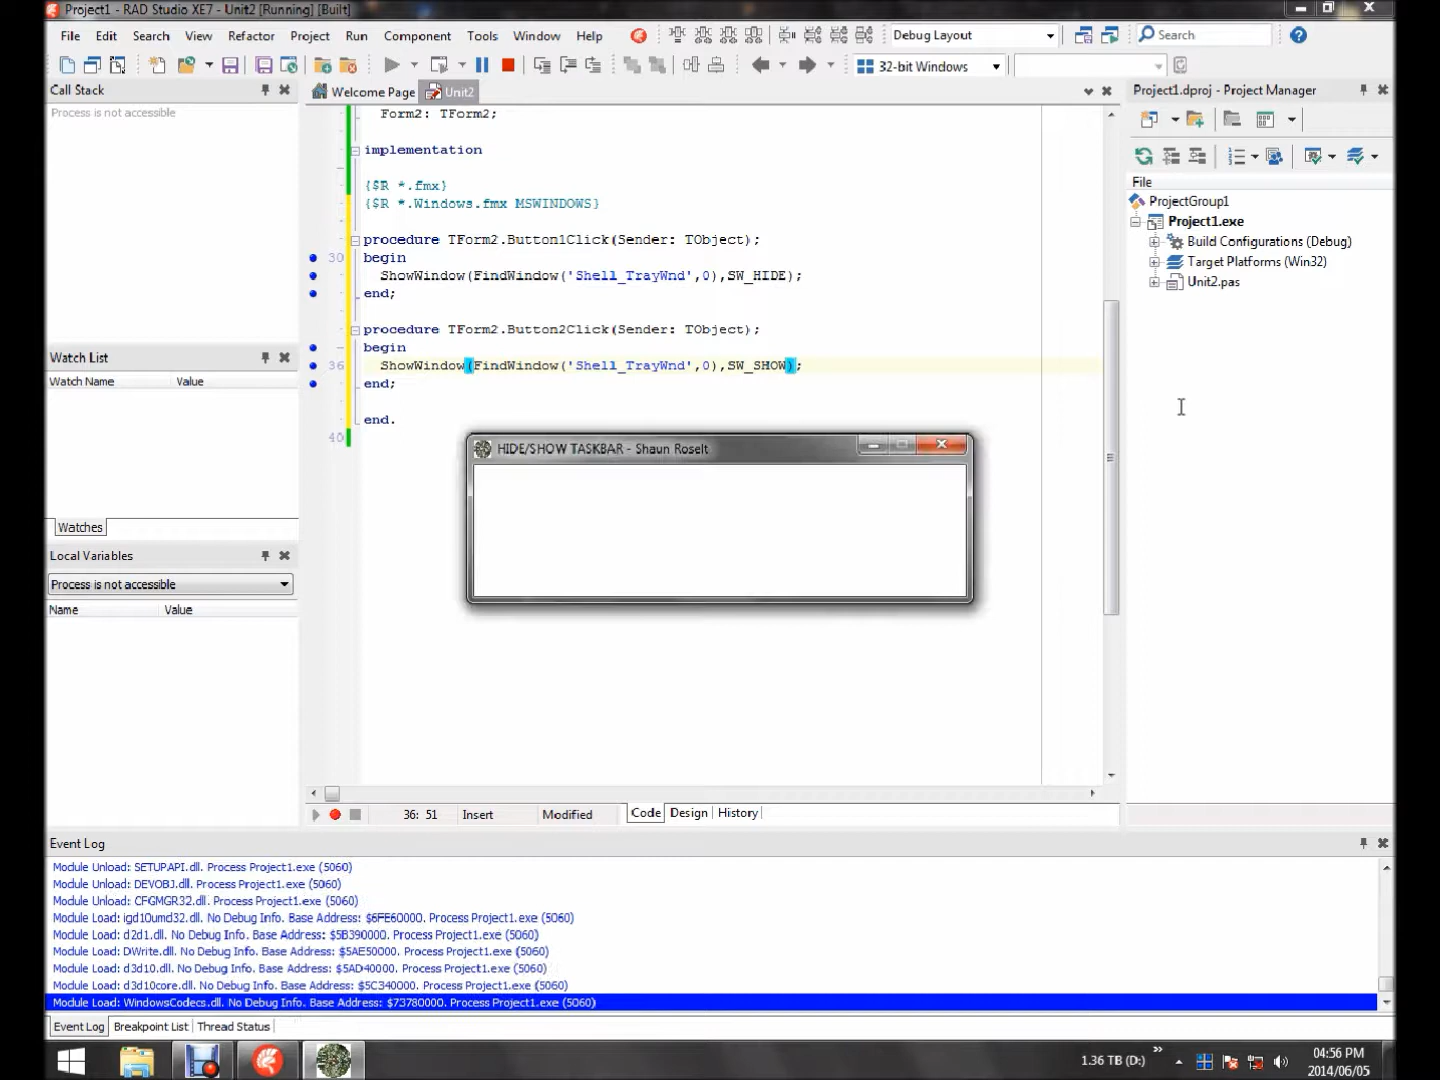 Project1 - RAD Studio XE7 - Unit2 [Running] [Built]
File Edit Search View Refactor Project Run Component Tools Window Help
Debug Layout
Search
32-bit Windows
Call Stack
Process is not accessible
Welcome Page
Unit2
Project1.dproj - Project Manager
File
ProjectGroup1
Project1.exe
Build Configurations (Debug)
Target Platforms (Win32)
Unit2.pas
Form2: TForm2;
implementation
{$R *.fmx}
{$R *.Windows.fmx MSWINDOWS}
procedure TForm2.Button1Click(Sender: TObject);
30 begin
ShowWindow(FindWindow('Shell_TrayWnd',0),SW_HIDE);
end;
procedure TForm2.Button2Click(Sender: TObject);
begin
36 ShowWindow(FindWindow('Shell_TrayWnd',0),SW_SHOW);
end;
end.
40
HIDE/SHOW TASKBAR - Shaun Roselt
Watch List
Watch Name Value
Watches
Local Variables
Process is not accessible
Name Value
36: 51 Insert Modified Code Design History
Event Log
Module Unload: SETUPAPI.dll. Process Project1.exe (5060)
Module Unload: DEVOBJ.dll. Process Project1.exe (5060)
Module Unload: CFGMGR32.dll. Process Project1.exe (5060)
Module Load: igd10umd32.dll. No Debug Info. Base Address: $6FE60000. Process Project1.exe (5060)
Module Load: d2d1.dll. No Debug Info. Base Address: $5B390000. Process Project1.exe (5060)
Module Load: DWrite.dll. No Debug Info. Base Address: $5AE50000. Process Project1.exe (5060)
Module Load: d3d10.dll. No Debug Info. Base Address: $5AD40000. Process Project1.exe (5060)
Module Load: d3d10core.dll. No Debug Info. Base Address: $5C340000. Process Project1.exe (5060)
Module Load: WindowsCodecs.dll. No Debug Info. Base Address: $73780000. Process Project1.exe (5060)
Event Log Breakpoint List Thread Status
1.36 TB (D:)
04:56 PM
2014/06/05